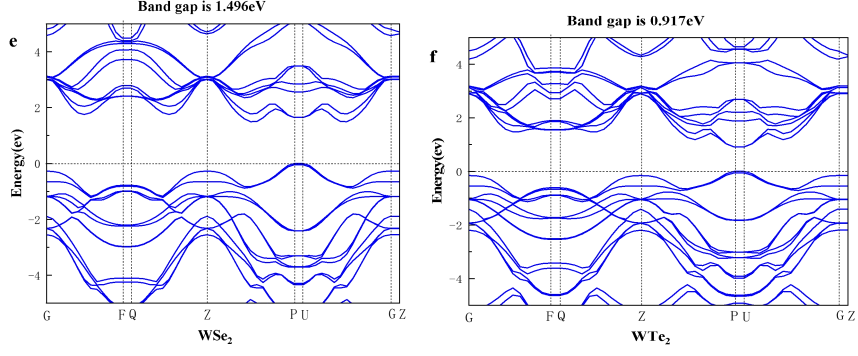 Band gap is 1.496eV
e
Energy(ev)
4
2
0
−2
−4
G F Q Z P U G Z
WSe2
Band gap is 0.917eV
f
Energy(ev)
4
2
0
−2
−4
G F Q Z P U G Z
WTe2